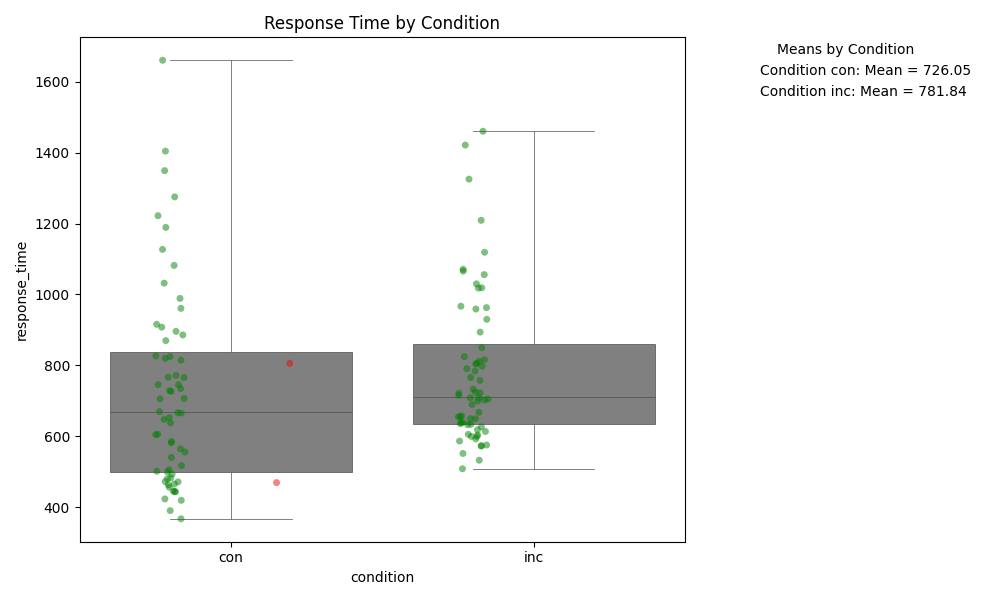 Response Time by Condition
Means by Condition
Condition con: Mean = 726.05
Condition inc: Mean = 781.84
response_time
1600
1400
1200
1000
800
600
400
con
inc
condition